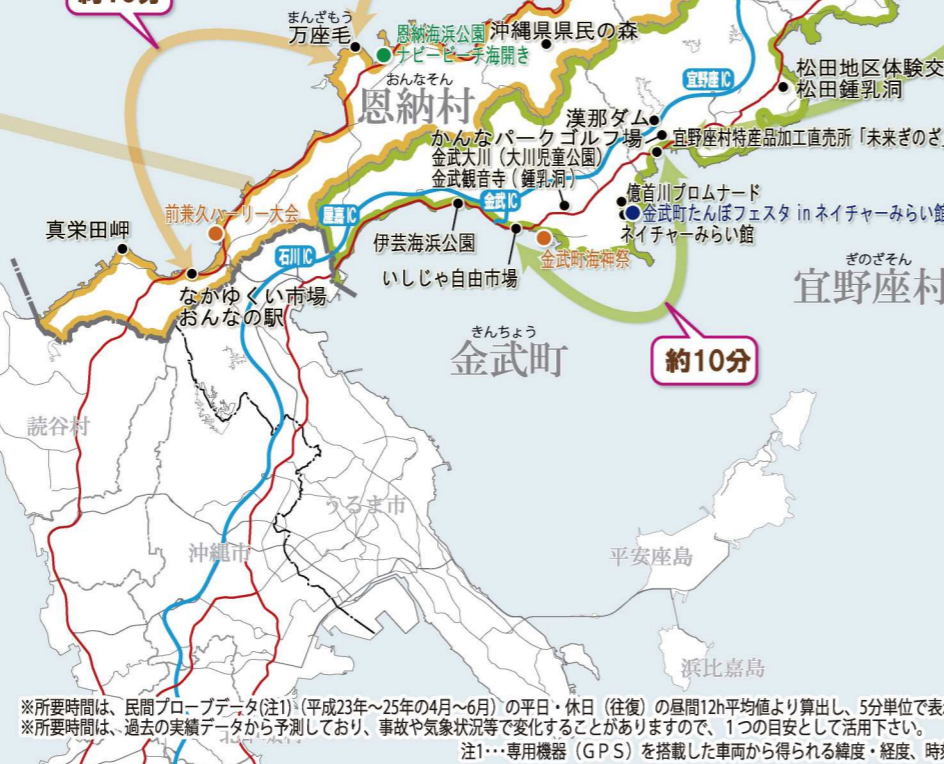 まんざもう
万座毛
恩納海浜公園
ナビービーチ海開き
沖縄県県民の森
おんなそん
恩納村
宜野座IC
松田地区体験交
松田鍾乳洞
漢那ダム
かんなパークゴルフ場
宜野座村特産品加工直売所「未来ぎのざ」
金武大川(大川児童公園)
金武観音寺(鍾乳洞)
金武IC
億首川プロムナード
金武町たんぼフェスタ in ネイチャーみらい館
ネイチャーみらい館
屋嘉IC
前兼久ハーリー大会
真栄田岬
石川IC
伊芸海浜公園
いしじゃ自由市場
金武町海神祭
ぎのざそん
宜野座村
なかゆくい市場
おんなの駅
きんちょう
金武町
約10分
読谷村
うるま市
沖縄市
平安座島
浜比嘉島
※所要時間は、民間プローブデータ(注1)(平成23年~25年の4月~6月)の平日・休日(往復)の昼間12h平均値より算出し、5分単位で表
※所要時間は、過去の実績データから予測しており、事故や気象状況等で変化することがありますので、1つの目安として活用下さい。
注1･･･専用機器(GPS)を搭載した車両から得られる緯度・経度、時刻